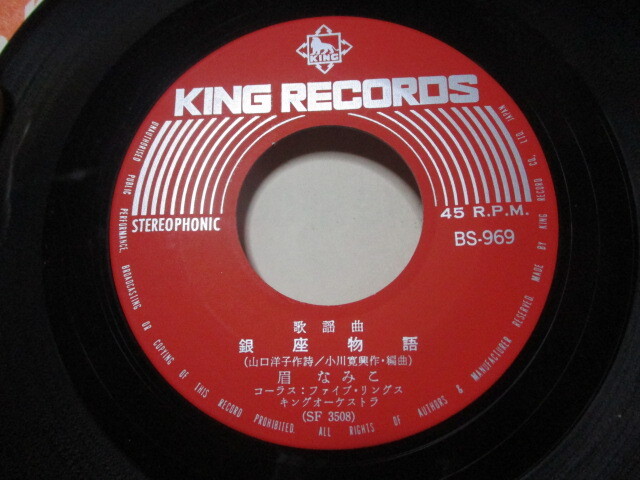 KING
KING RECORDS
STEREOPHONIC
45 R.P.M.
BS-969
歌謡曲
銀座物語
(山口洋子作詩/小川寛興作・編曲)
眉 なみこ
コーラス:ファイブ・リングス
キングオーケストラ
(SF 3508)
UNAUTHORISED PUBLIC PERFORMANCE, BROADCASTING OR COPYING OF THIS RECORD PROHIBITED. ALL RIGHTS OF AUTHORS & MANUFACTURER RESERVED. MADE BY KING RECORD CO., LTD. JAPAN